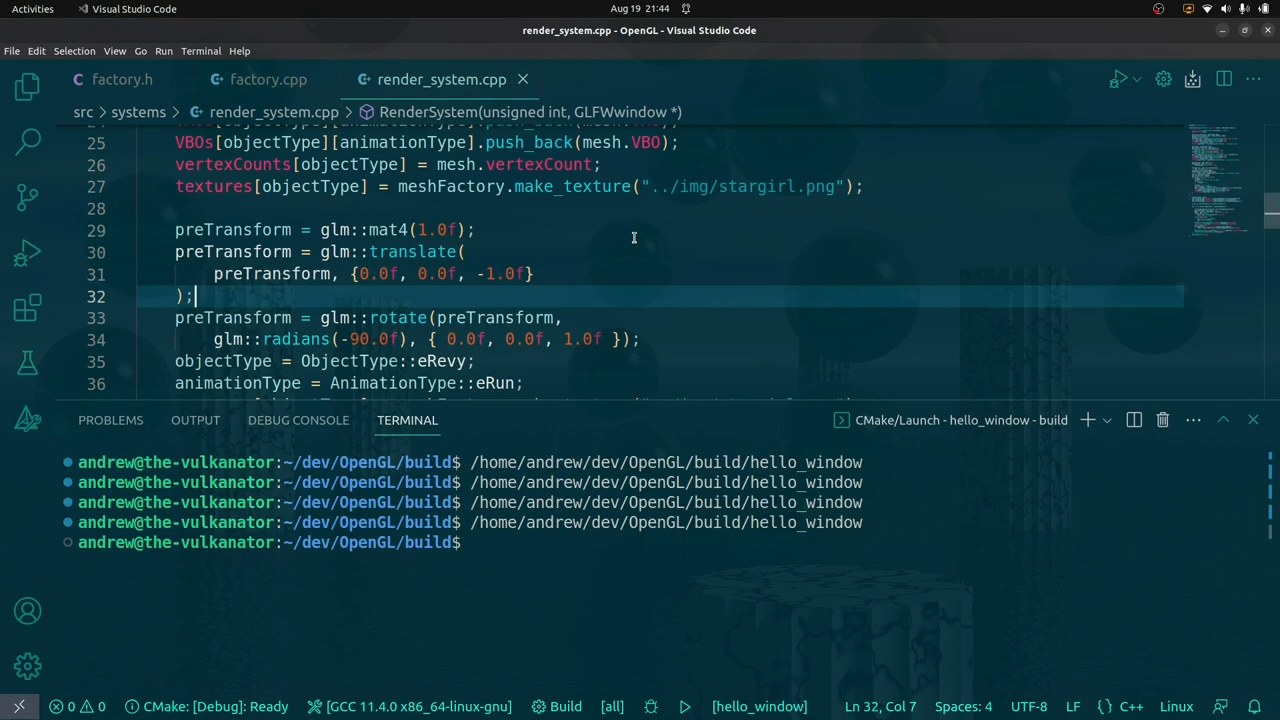 Activities Visual Studio Code Aug 19 21:44
render_system.cpp - OpenGL - Visual Studio Code
File Edit Selection View Go Run Terminal Help
factory.h factory.cpp render_system.cpp
src > systems > render_system.cpp > RenderSystem(unsigned int, GLFWwindow *)
25 VBOs[objectType][animationType].push_back(mesh.VBO);
26 vertexCounts[objectType] = mesh.vertexCount;
27 textures[objectType] = meshFactory.make_texture("../img/stargirl.png");
28
29 preTransform = glm::mat4(1.0f);
30 preTransform = glm::translate(
31 preTransform, {0.0f, 0.0f, -1.0f}
32 );
33 preTransform = glm::rotate(preTransform,
34 glm::radians(-90.0f), { 0.0f, 0.0f, 1.0f });
35 objectType = ObjectType::eRevy;
36 animationType = AnimationType::eRun;
PROBLEMS OUTPUT DEBUG CONSOLE TERMINAL CMake/Launch - hello_window - build
andrew@the-vulkanator:~/dev/OpenGL/build$ /home/andrew/dev/OpenGL/build/hello_window
andrew@the-vulkanator:~/dev/OpenGL/build$ /home/andrew/dev/OpenGL/build/hello_window
andrew@the-vulkanator:~/dev/OpenGL/build$ /home/andrew/dev/OpenGL/build/hello_window
andrew@the-vulkanator:~/dev/OpenGL/build$ /home/andrew/dev/OpenGL/build/hello_window
andrew@the-vulkanator:~/dev/OpenGL/build$
0 0 CMake: [Debug]: Ready [GCC 11.4.0 x86_64-linux-gnu] Build [all] [hello_window] Ln 32, Col 7 Spaces: 4 UTF-8 LF {} C++ Linux